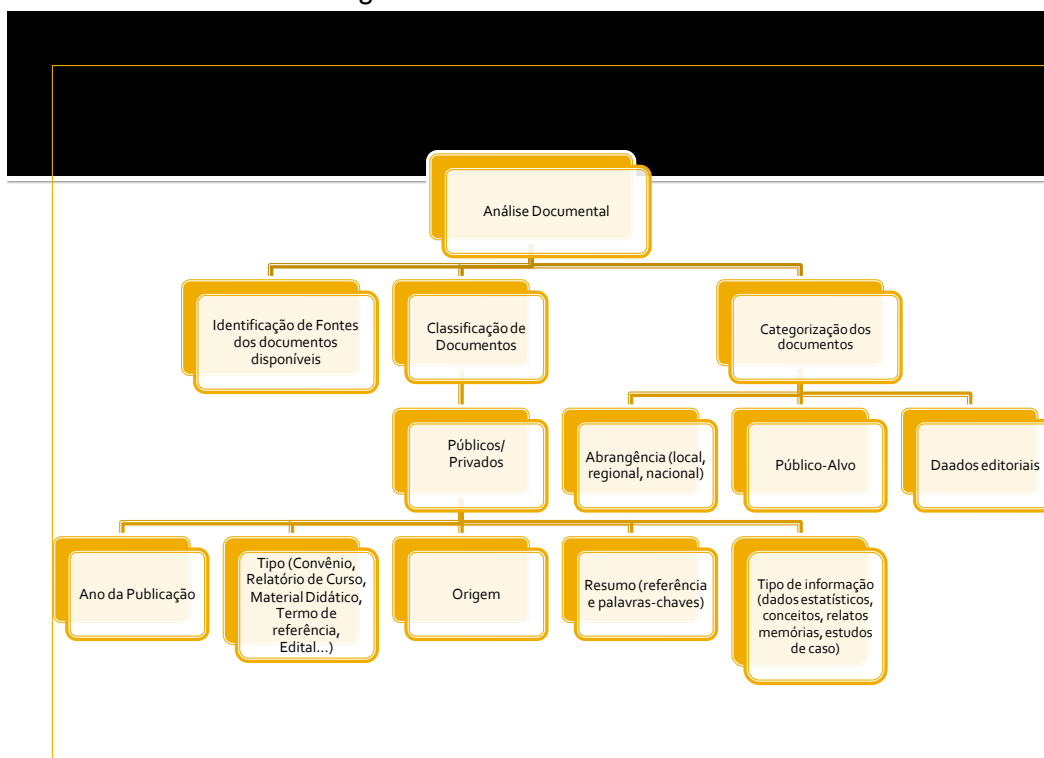 Análise Documental
Identificação de Fontes
dos documentos
disponíveis
Classificação de
Documentos
Categorização dos
documentos
Públicos/
Privados
Abrangência (local,
regional, nacional)
Público-Alvo
Daados editoriais
Ano da Publicação
Tipo (Convênio,
Relatório de Curso,
Material Didático,
Termo de
referência,
Edital...)
Origem
Resumo (referência
e palavras-chaves)
Tipo de informação
(dados estatísticos,
conceitos, relatos
memórias, estudos
de caso)